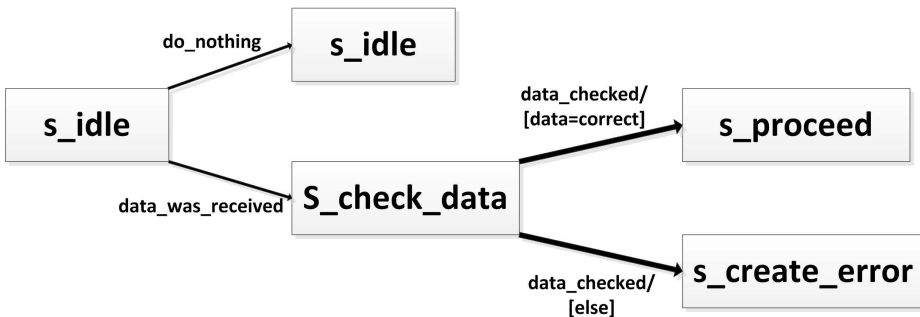 do_nothing
s_idle
s_idle
data_was_received
S_check_data
data_checked/
[data=correct]
s_proceed
data_checked/
[else]
s_create_error